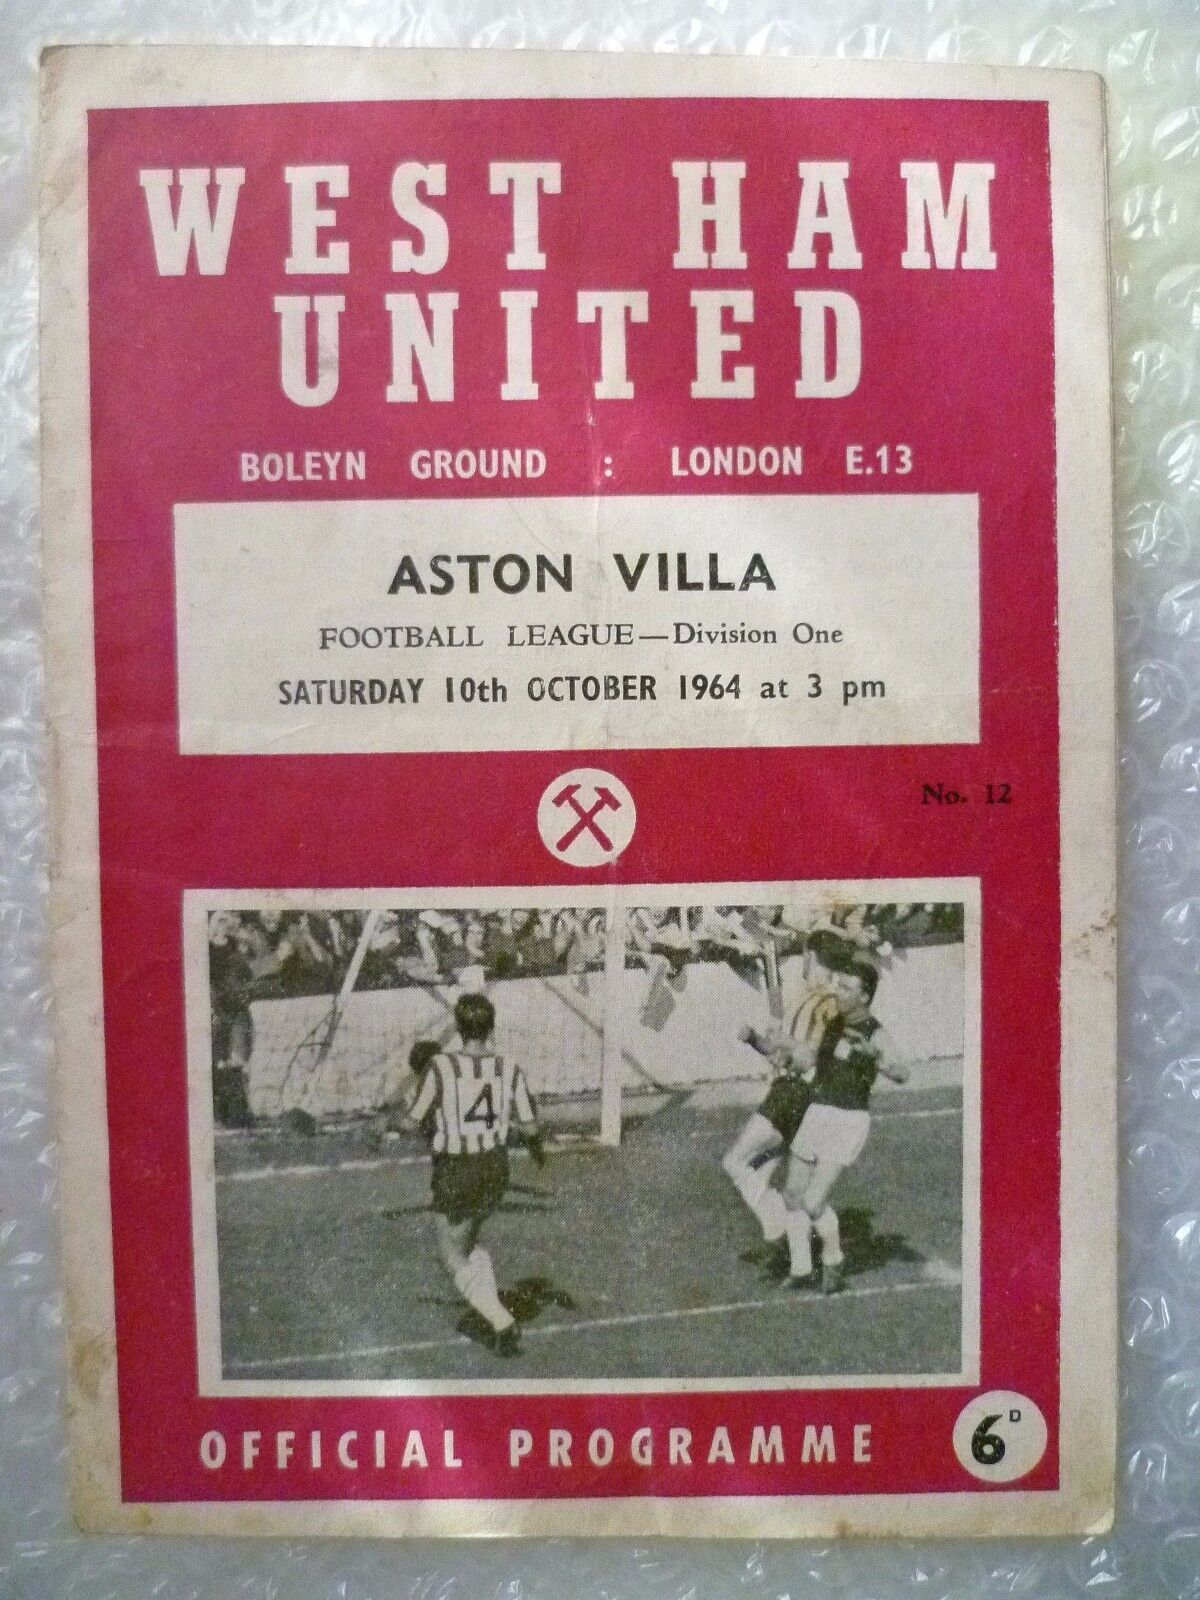 WEST HAM
UNITED
BOLEYN GROUND : LONDON E.13
ASTON VILLA
FOOTBALL LEAGUE—Division One
SATURDAY 10th OCTOBER 1964 at 3 pm
No. 12
4
OFFICIAL PROGRAMME
6D